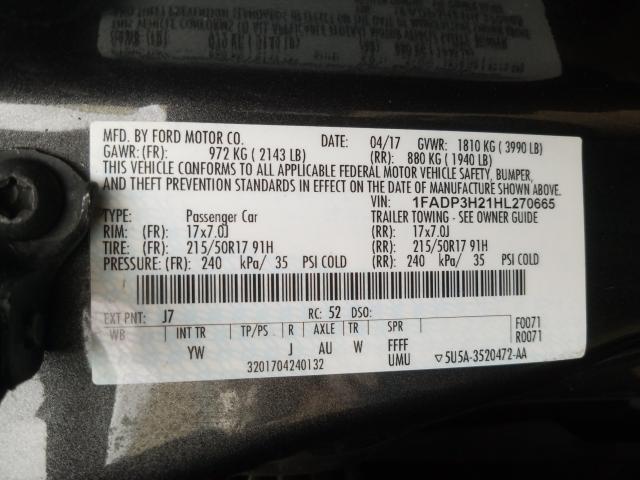 MFD. BY FORD MOTOR CO. DATE: 04/17 GVWR: 1810 KG ( 3990 LB)
GAWR: (FR): 972 KG ( 2143 LB) (RR): 880 KG ( 1940 LB)
THIS VEHICLE CONFORMS TO ALL APPLICABLE FEDERAL MOTOR VEHICLE SAFETY, BUMPER,
AND THEFT PREVENTION STANDARDS IN EFFECT ON THE DATE OF MANUFACTURE SHOWN ABOVE.
VIN: 1FADP3H21HL270665
TYPE: Passenger Car TRAILER TOWING - SEE OWNER GUIDE
RIM: (FR): 17x7.0J (RR): 17x7.0J
TIRE: (FR): 215/50R17 91H (RR): 215/50R17 91H
PRESSURE: (FR): 240 kPa/ 35 PSI COLD (RR): 240 kPa/ 35 PSI COLD
EXT PNT: J7 RC: 52 DSO: F0071
WB INT TR TP/PS R AXLE TR SPR R0071
YW J AU W FFFF
3201704240132 UMU ▽5U5A-3520472-AA